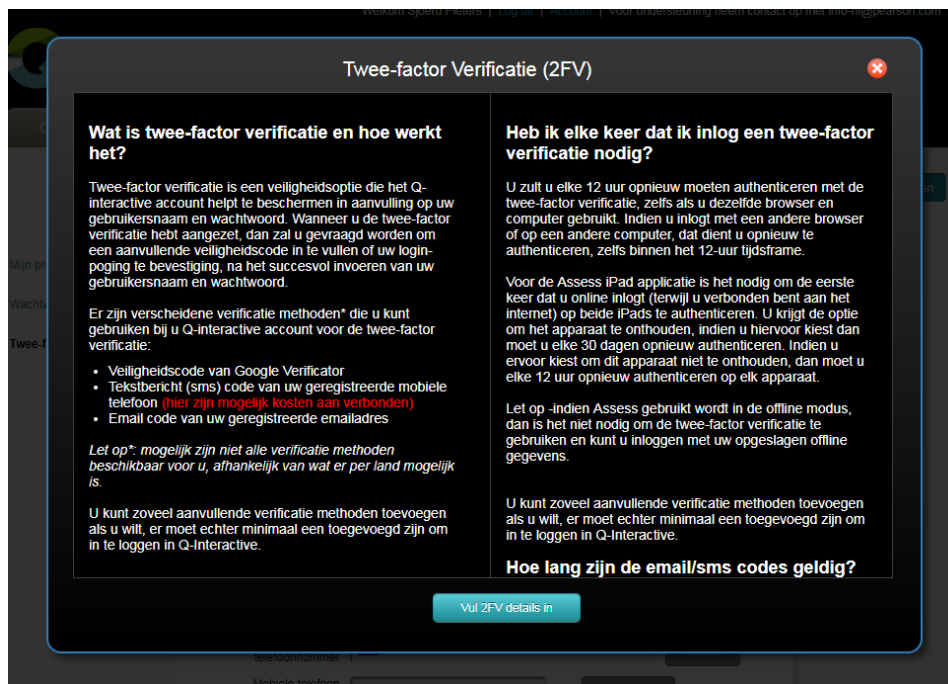 Welkom Sjoerd Pieters | Log uit | Account | Voor ondersteuning neem contact op met info-nl@pearson.com
Twee-factor Verificatie (2FV)
Wat is twee-factor verificatie en hoe werkt
het?
Twee-factor verificatie is een veiligheidsoptie die het Q-
interactive account helpt te beschermen in aanvulling op uw
gebruikersnaam en wachtwoord. Wanneer u de twee-factor
verificatie hebt aangezet, dan zal u gevraagd worden om
een aanvullende veiligheidscode in te vullen of uw login-
poging te bevestiging, na het succesvol invoeren van uw
gebruikersnaam en wachtwoord.
Er zijn verscheidene verificatie methoden* die u kunt
gebruiken bij u Q-interactive account voor de twee-factor
verificatie:
• Veiligheidscode van Google Verificator
• Tekstbericht (sms) code van uw geregistreerde mobiele
telefoon (hier zijn mogelijk kosten aan verbonden)
• Email code van uw geregistreerde emailadres
Let op*: mogelijk zijn niet alle verificatie methoden
beschikbaar voor u, afhankelijk van wat er per land mogelijk
is.
U kunt zoveel aanvullende verificatie methoden toevoegen
als u wilt, er moet echter minimaal een toegevoegd zijn om
in te loggen in Q-Interactive.
Heb ik elke keer dat ik inlog een twee-factor
verificatie nodig?
U zult u elke 12 uur opnieuw moeten authenticeren met de
twee-factor verificatie, zelfs als u dezelfde browser en
computer gebruikt. Indien u inlogt met een andere browser
of op een andere computer, dat dient u opnieuw te
authenticeren, zelfs binnen het 12-uur tijdsframe.
Voor de Assess iPad applicatie is het nodig om de eerste
keer dat u online inlogt (terwijl u verbonden bent aan het
internet) op beide iPads te authenticeren. U krijgt de optie
om het apparaat te onthouden, indien u hiervoor kiest dan
moet u elke 30 dagen opnieuw authenticeren. Indien u
ervoor kiest om dit apparaat niet te onthouden, dan moet u
elke 12 uur opnieuw authenticeren op elk apparaat.
Let op -indien Assess gebruikt wordt in de offline modus,
dan is het niet nodig om de twee-factor verificatie te
gebruiken en kunt u inloggen met uw opgeslagen offline
gegevens.
U kunt zoveel aanvullende verificatie methoden toevoegen
als u wilt, er moet echter minimaal een toegevoegd zijn om
in te loggen in Q-Interactive.
Hoe lang zijn de email/sms codes geldig?
Vul 2FV details in
Mijn pr
Wachtw
Twee-f
en
telefoonnummer
Mobiele telefoon